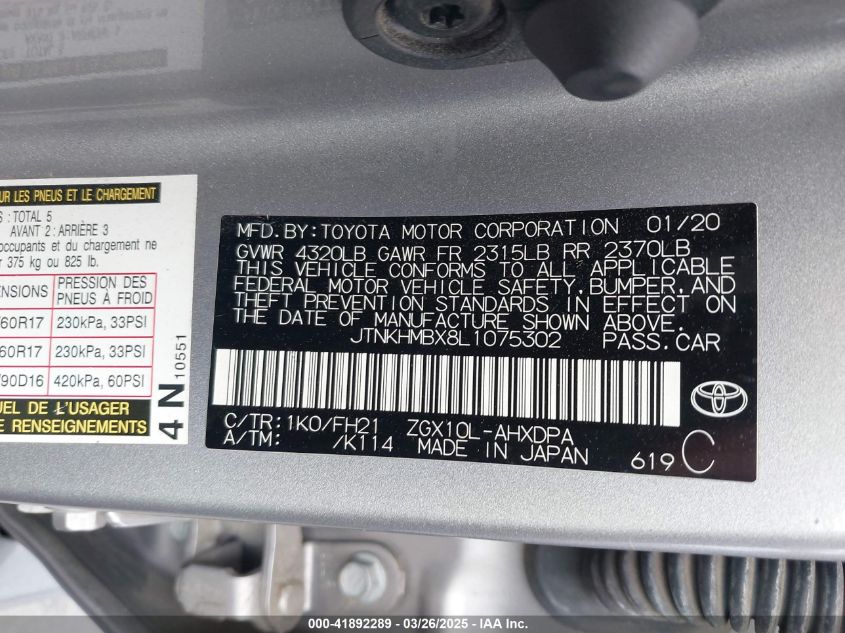 UR LES PNEUS ET LE CHARGEMENT
S : TOTAL 5
AVANT 2 : ARRIÈRE 3
occupants et du chargement ne
r 375 kg ou 825 lb.
ENSIONS
PRESSION DES PNEUS À FROID
/60R17 230kPa, 33PSI
60R17 230kPa, 33PSI
/90D16 420kPa, 60PSI
UEL DE L'USAGER
E RENSEIGNEMENTS
4 N 10551
MFD. BY: TOYOTA MOTOR CORPORATION 01/20
GVWR 4320LB GAWR FR 2315LB RR 2370LB
THIS VEHICLE CONFORMS TO ALL APPLICABLE
FEDERAL MOTOR VEHICLE SAFETY, BUMPER, AND
THEFT PREVENTION STANDARDS IN EFFECT ON
THE DATE OF MANUFACTURE SHOWN ABOVE.
JTNKHMBX8L1075302 PASS.CAR
C/TR: 1K0/FH21 ZGX10L-AHXDPA
A/TM: /K114 MADE IN JAPAN
619 C
000-41892289 - 03/26/2025 - IAA Inc.